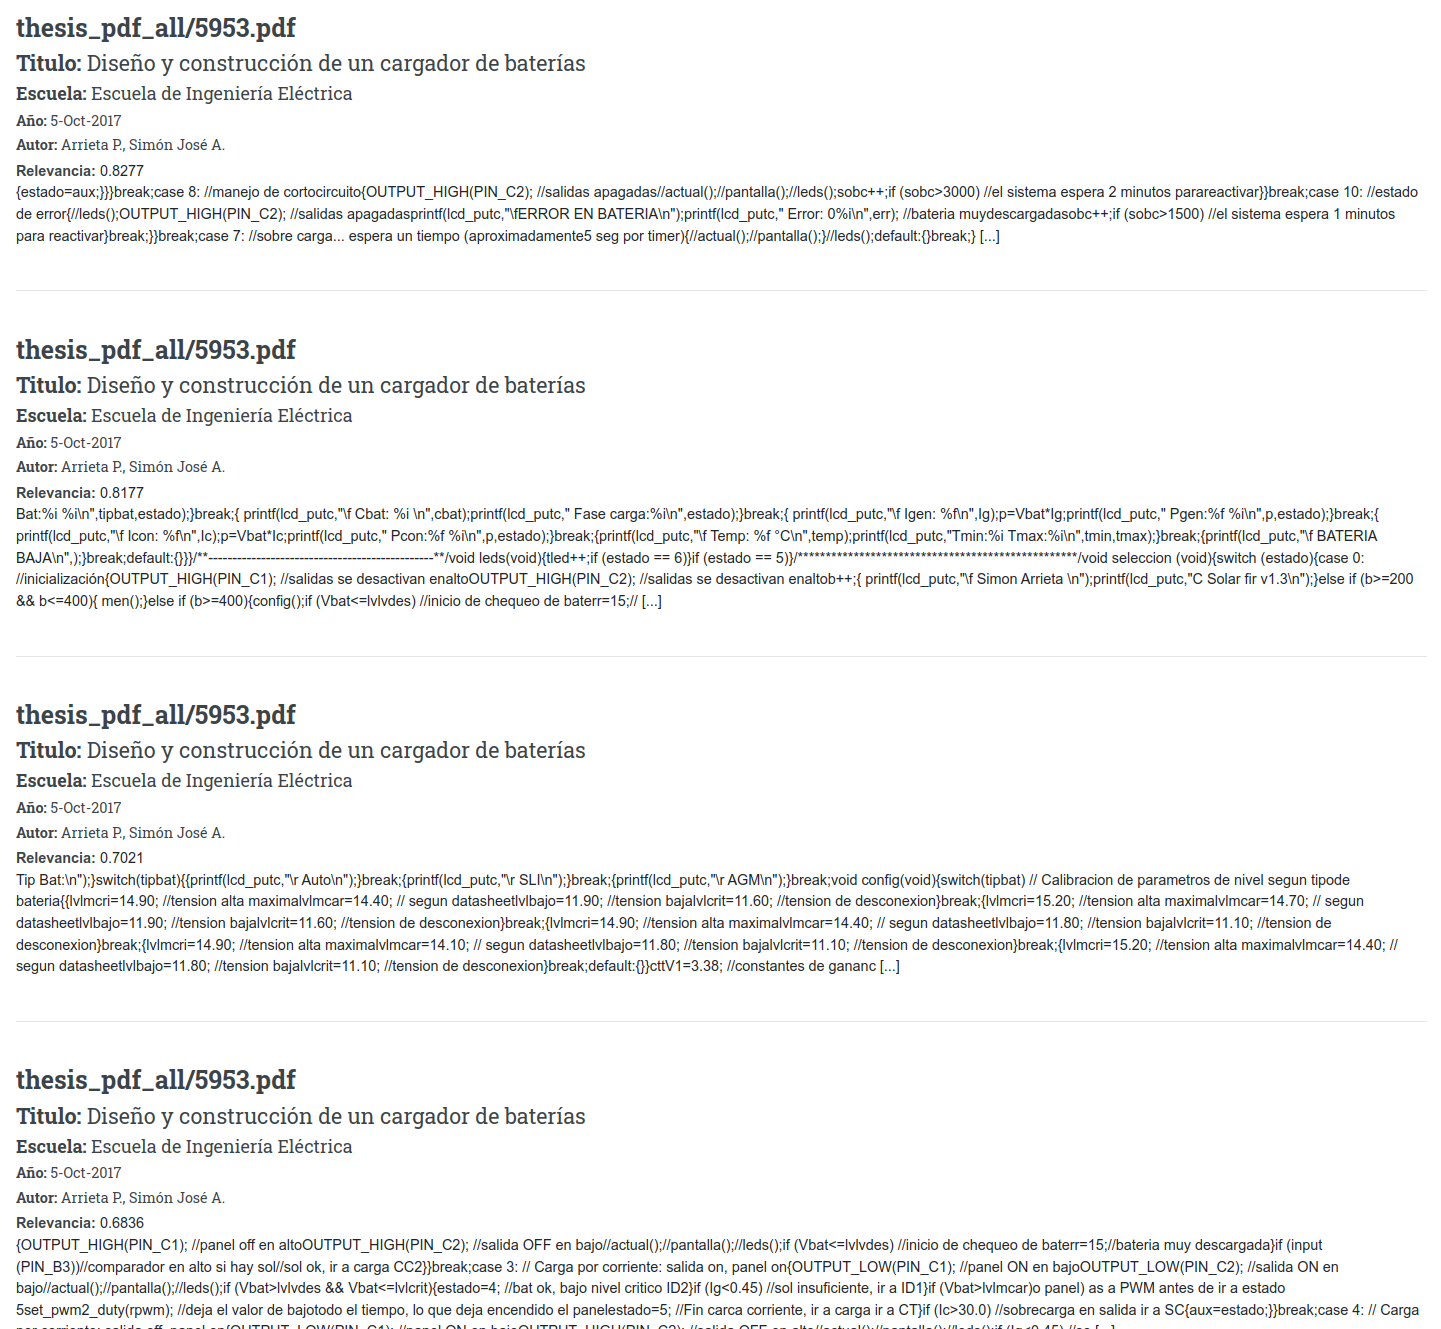 thesis_pdf_all/5953.pdf
Titulo: Diseño y construcción de un cargador de baterías
Escuela: Escuela de Ingeniería Eléctrica
Año: 5-Oct-2017
Autor: Arrieta P., Simón José A.
Relevancia: 0.8277
{estado=aux;}}}break;case 8: //manejo de cortocircuito{OUTPUT_HIGH(PIN_C2); //salidas apagadas//actual();//pantalla();//leds();sobc++;if (sobc>3000) //el sistema espera 2 minutos parareactivar}}break;case 10: //estado
de error{//leds();OUTPUT_HIGH(PIN_C2); //salidas apagadasprintf(lcd_putc,"\fERROR EN BATERIA\n");printf(lcd_putc," Error: 0%i\n",err); //bateria muydescargadasobc++;if (sobc>1500) //el sistema espera 1 minutos
para reactivar}break;}}break;case 7: //sobre carga... espera un tiempo (aproximadamente5 seg por timer){//actual();//pantalla();}//leds();default:{}break;} [...]
thesis_pdf_all/5953.pdf
Titulo: Diseño y construcción de un cargador de baterías
Escuela: Escuela de Ingeniería Eléctrica
Año: 5-Oct-2017
Autor: Arrieta P., Simón José A.
Relevancia: 0.8177
Bat:%i %i\n",tipbat,estado);}break;{ printf(lcd_putc,"\f Cbat: %i \n",cbat);printf(lcd_putc," Fase carga:%i\n",estado);}break;{ printf(lcd_putc,"\f Igen: %f\n",Ig);p=Vbat*Ig;printf(lcd_putc," Pgen:%f %i\n",p,estado);}break;{
printf(lcd_putc,"\f Icon: %f\n",Ic);p=Vbat*Ic;printf(lcd_putc," Pcon:%f %i\n",p,estado);}break;{printf(lcd_putc,"\f Temp: %f °C\n",temp);printf(lcd_putc,"Tmin:%i Tmax:%i\n",tmin,tmax);}break;{printf(lcd_putc,"\f BATERIA
BAJA\n",);}break;default:{}}}/**-----------------------------------------------**/void leds(void){tled++;if (estado == 6)}if (estado == 5)}/**************************************************/void seleccion (void){switch (estado){case 0:
//inicialización{OUTPUT_HIGH(PIN_C1); //salidas se desactivan enaltoOUTPUT_HIGH(PIN_C2); //salidas se desactivan enaltob++;{ printf(lcd_putc,"\f Simon Arrieta \n");printf(lcd_putc,"C Solar fir v1.3\n");}else if (b>=200
&& b<=400){ men();}else if (b>=400){config();if (Vbat<=lvlvdes) //inicio de chequeo de baterr=15;// [...]
thesis_pdf_all/5953.pdf
Titulo: Diseño y construcción de un cargador de baterías
Escuela: Escuela de Ingeniería Eléctrica
Año: 5-Oct-2017
Autor: Arrieta P., Simón José A.
Relevancia: 0.7021
Tip Bat:\n");}switch(tipbat){{printf(lcd_putc,"\r Auto\n");}break;{printf(lcd_putc,"\r SLI\n");}break;{printf(lcd_putc,"\r AGM\n");}break;void config(void){switch(tipbat) // Calibracion de parametros de nivel segun tipode
bateria{{lvlmcri=14.90; //tension alta maximalvlmcar=14.40; // segun datasheetlvlbajo=11.90; //tension bajalvlcrit=11.60; //tension de desconexion}break;{lvlmcri=15.20; //tension alta maximalvlmcar=14.70; // segun
datasheetlvlbajo=11.90; //tension bajalvlcrit=11.60; //tension de desconexion}break;{lvlmcri=14.90; //tension alta maximalvlmcar=14.40; // segun datasheetlvlbajo=11.80; //tension bajalvlcrit=11.10; //tension de
desconexion}break;{lvlmcri=14.90; //tension alta maximalvlmcar=14.10; // segun datasheetlvlbajo=11.80; //tension bajalvlcrit=11.10; //tension de desconexion}break;{lvlmcri=15.20; //tension alta maximalvlmcar=14.40; //
segun datasheetlvlbajo=11.80; //tension bajalvlcrit=11.10; //tension de desconexion}break;default:{}}cttV1=3.38; //constantes de gananc [...]
thesis_pdf_all/5953.pdf
Titulo: Diseño y construcción de un cargador de baterías
Escuela: Escuela de Ingeniería Eléctrica
Año: 5-Oct-2017
Autor: Arrieta P., Simón José A.
Relevancia: 0.6836
{OUTPUT_HIGH(PIN_C1); //panel off en altoOUTPUT_HIGH(PIN_C2); //salida OFF en bajo//actual();//pantalla();//leds();if (Vbat<=lvlvdes) //inicio de chequeo de baterr=15;//bateria muy descargada}if (input
(PIN_B3))//comparador en alto si hay sol//sol ok, ir a carga CC2}}break;case 3: // Carga por corriente: salida on, panel on{OUTPUT_LOW(PIN_C1); //panel ON en bajoOUTPUT_LOW(PIN_C2); //salida ON en
bajo//actual();//pantalla();//leds();if (Vbat>lvlvdes && Vbat<=lvlcrit){estado=4; //bat ok, bajo nivel critico ID2}if (Ig<0.45) //sol insuficiente, ir a ID1}if (Vbat>lvlmcar)o panel) as a PWM antes de ir a estado
5set_pwm2_duty(rpwm); //deja el valor de bajotodo el tiempo, lo que deja encendido el panelestado=5; //Fin carca corriente, ir a carga ir a CT}if (Ic>30.0) //sobrecarga en salida ir a SC{aux=estado;}}break;case 4: // Carga
por corriente: salida off, panel on{OUTPUT_LOW(PIN_C1); //panel ON en bajoOUTPUT_HIGH(PIN_C2); //salida OFF en alto//actual();//pantalla();//leds();if (Ig<0.45) //so [...]